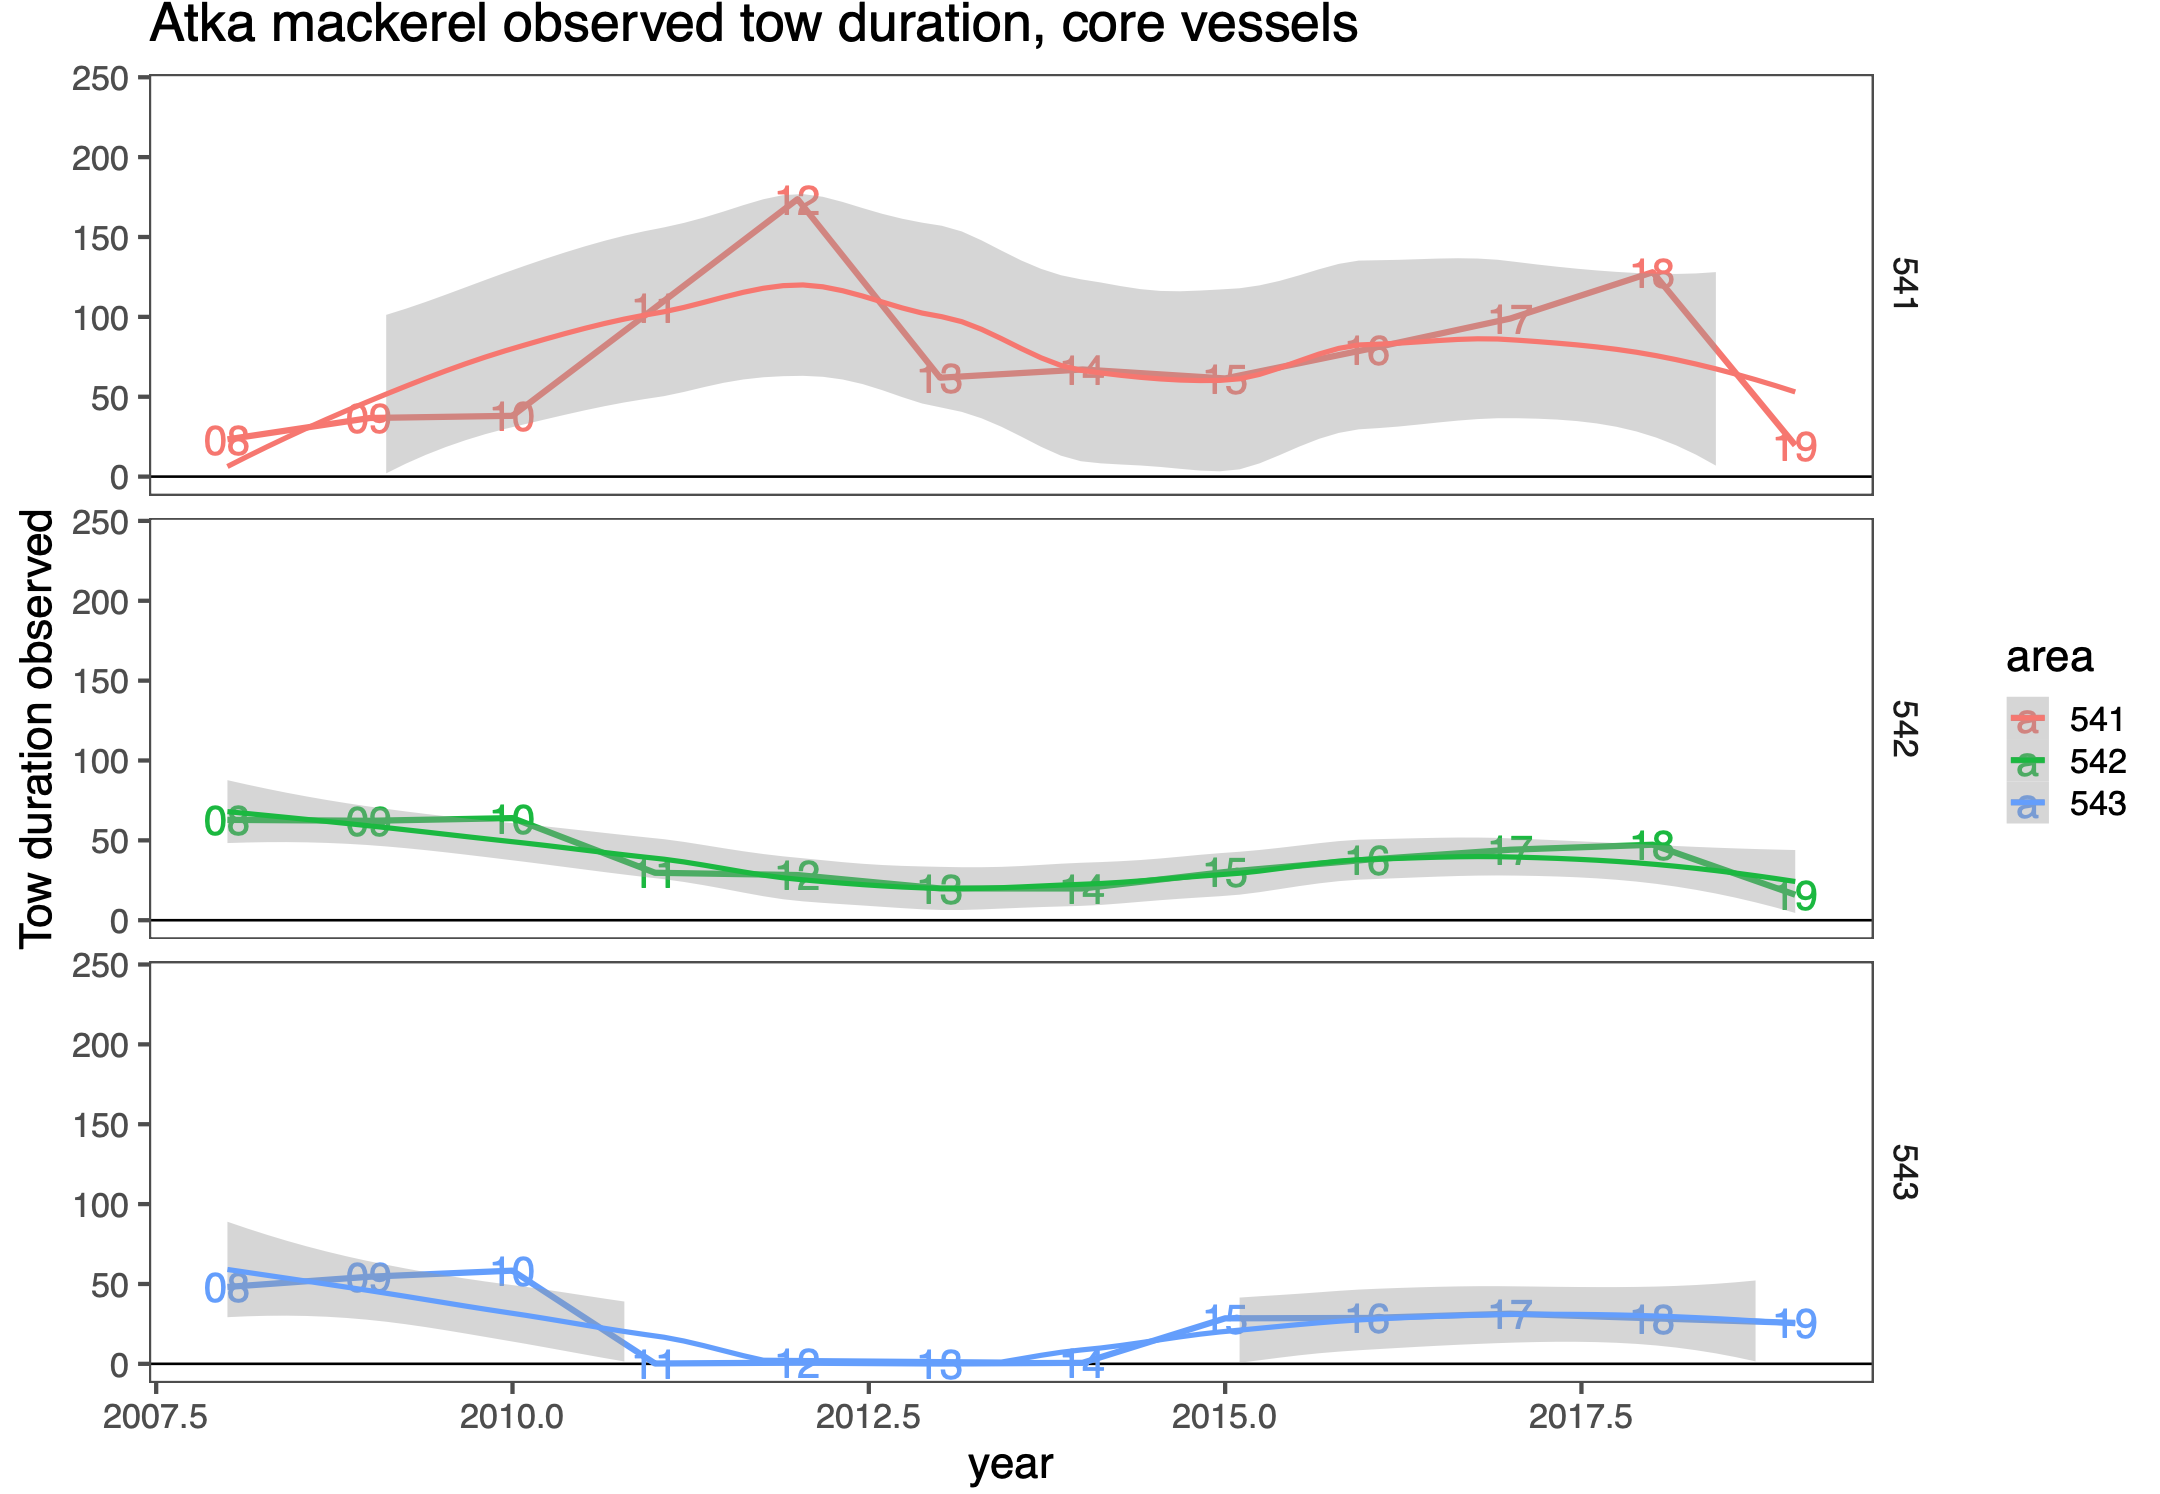 Atka mackerel observed tow duration, core vessels
Tow duration observed
250
200
150
100
50
0
08 09 10 11 12 13 14 15 16 17 18 19
541
250
200
150
100
50
0
08 09 10 11 12 13 14 15 16 17 18 19
542
250
200
150
100
50
0
08 09 10 11 12 13 14 15 16 17 18 19
543
2007.5 2010.0 2012.5 2015.0 2017.5
year
area
a 541
a 542
a 543